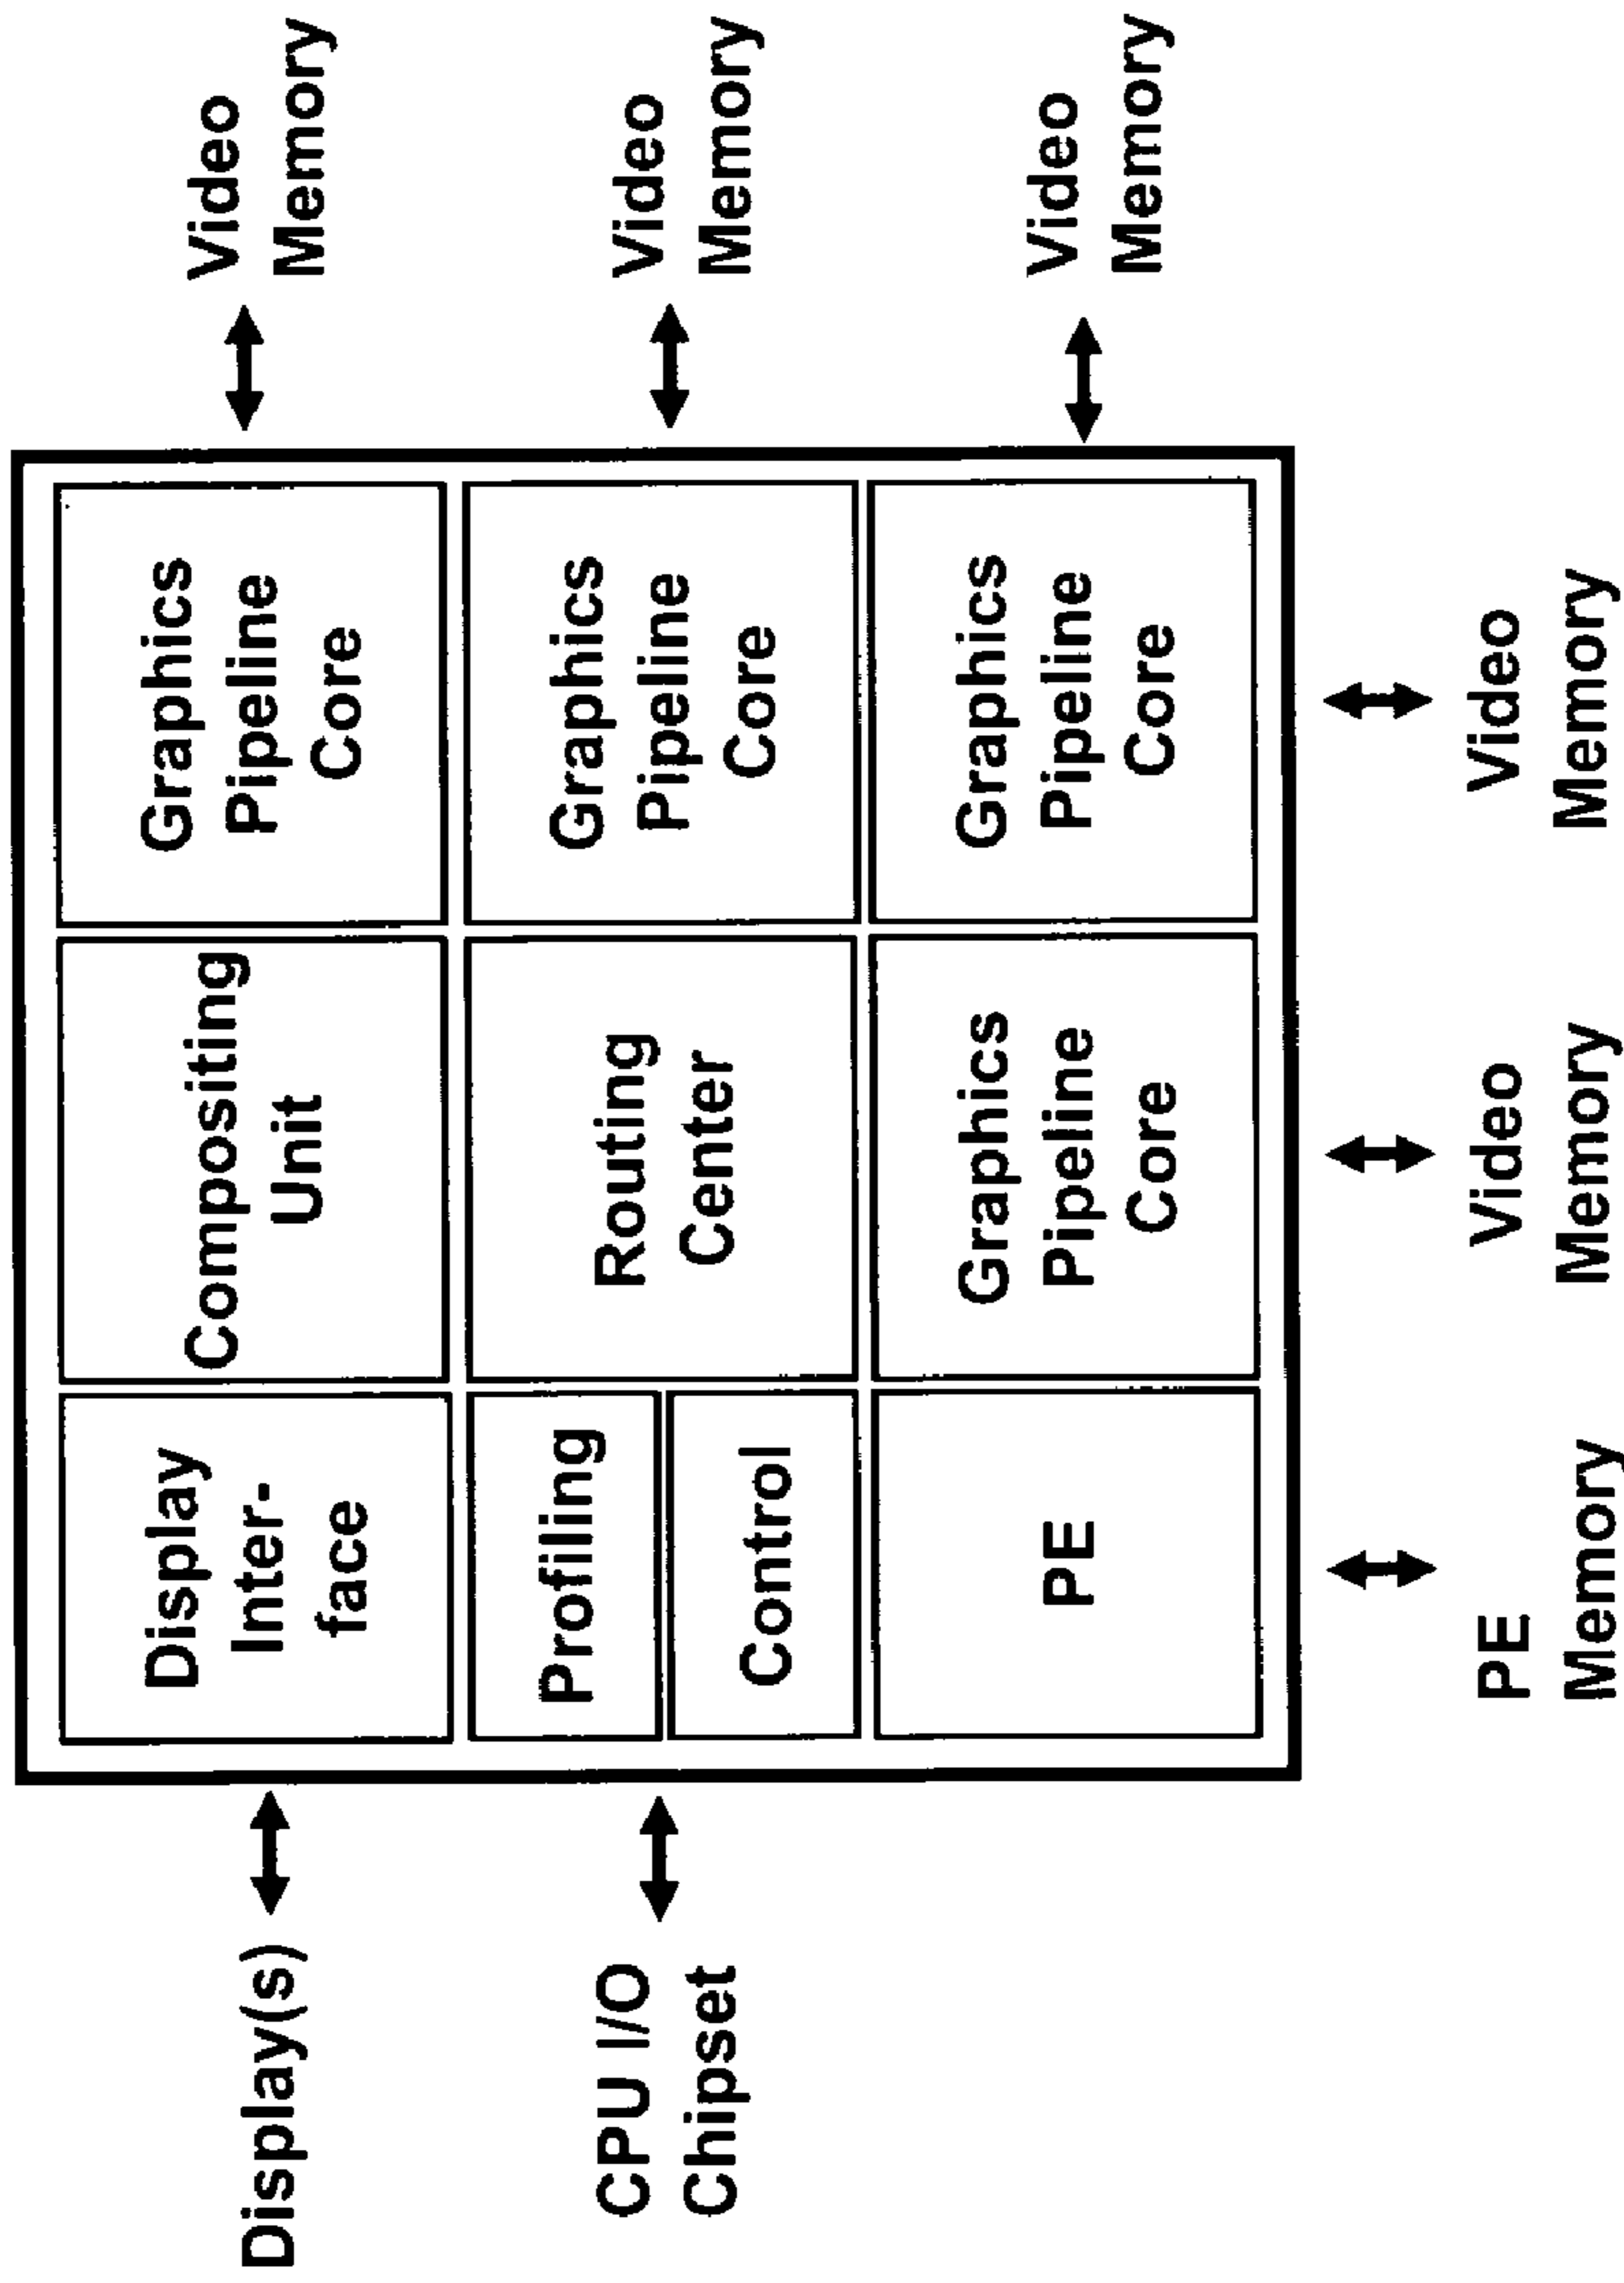 Display(s)
Display
Inter-
face
Compositing
Unit
Graphics
Pipeline
Core
Video
Memory
CPU I/O
Chipset
Profiling
Control
Routing
Center
Graphics
Pipeline
Core
Video
Memory
PE
Graphics
Pipeline
Core
Graphics
Pipeline
Core
Video
Memory
PE
Memory
Video
Memory
Video
Memory